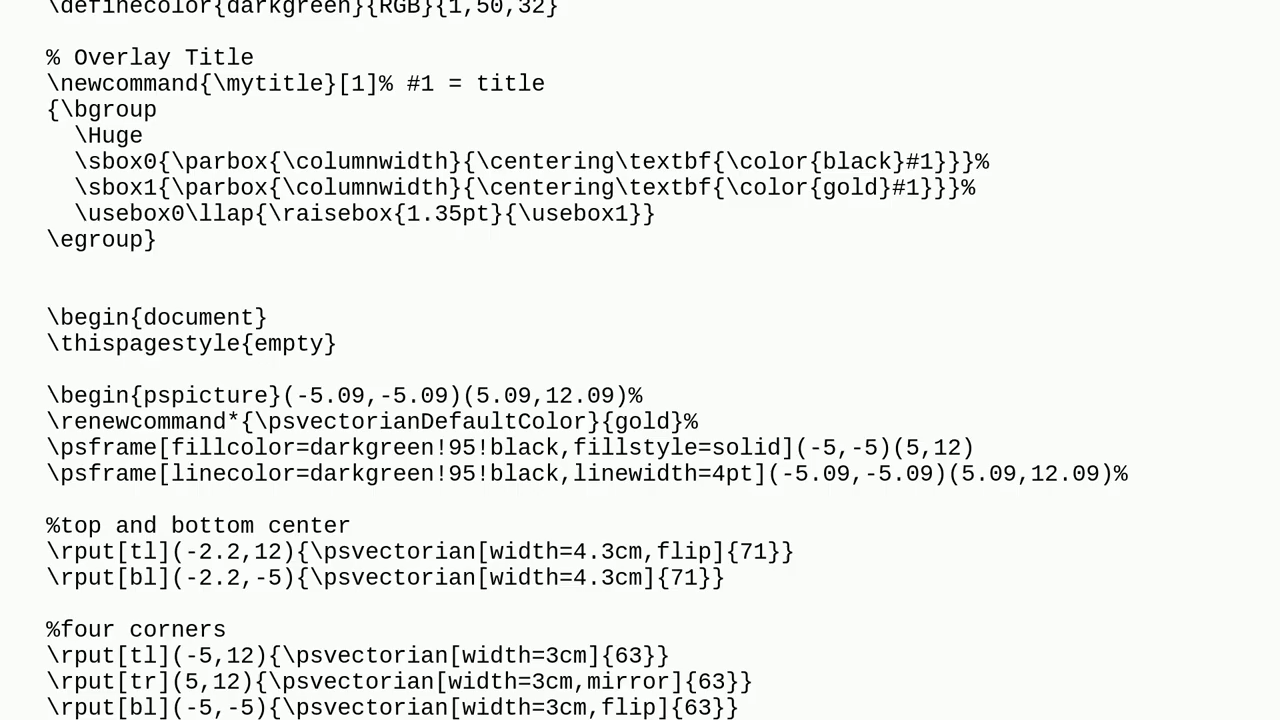 \definecolor{darkgreen}{RGB}{1,50,32}
% Overlay Title
\newcommand{\mytitle}[1]% #1 = title
{\bgroup
  \Huge
  \sbox0{\parbox{\columnwidth}{\centering\textbf{\color{black}#1}}}%
  \sbox1{\parbox{\columnwidth}{\centering\textbf{\color{gold}#1}}}%
  \usebox0\llap{\raisebox{1.35pt}{\usebox1}}
\egroup}
\begin{document}
\thispagestyle{empty}
\begin{pspicture}(-5.09,-5.09)(5.09,12.09)%
\renewcommand*{\psvectorianDefaultColor}{gold}%
\psframe[fillcolor=darkgreen!95!black,fillstyle=solid](-5,-5)(5,12)
\psframe[linecolor=darkgreen!95!black,linewidth=4pt](-5.09,-5.09)(5.09,12.09)%
%top and bottom center
\rput[tl](-2.2,12){\psvectorian[width=4.3cm,flip]{71}}
\rput[bl](-2.2,-5){\psvectorian[width=4.3cm]{71}}
%four corners
\rput[tl](-5,12){\psvectorian[width=3cm]{63}}
\rput[tr](5,12){\psvectorian[width=3cm,mirror]{63}}
\rput[bl](-5,-5){\psvectorian[width=3cm,flip]{63}}